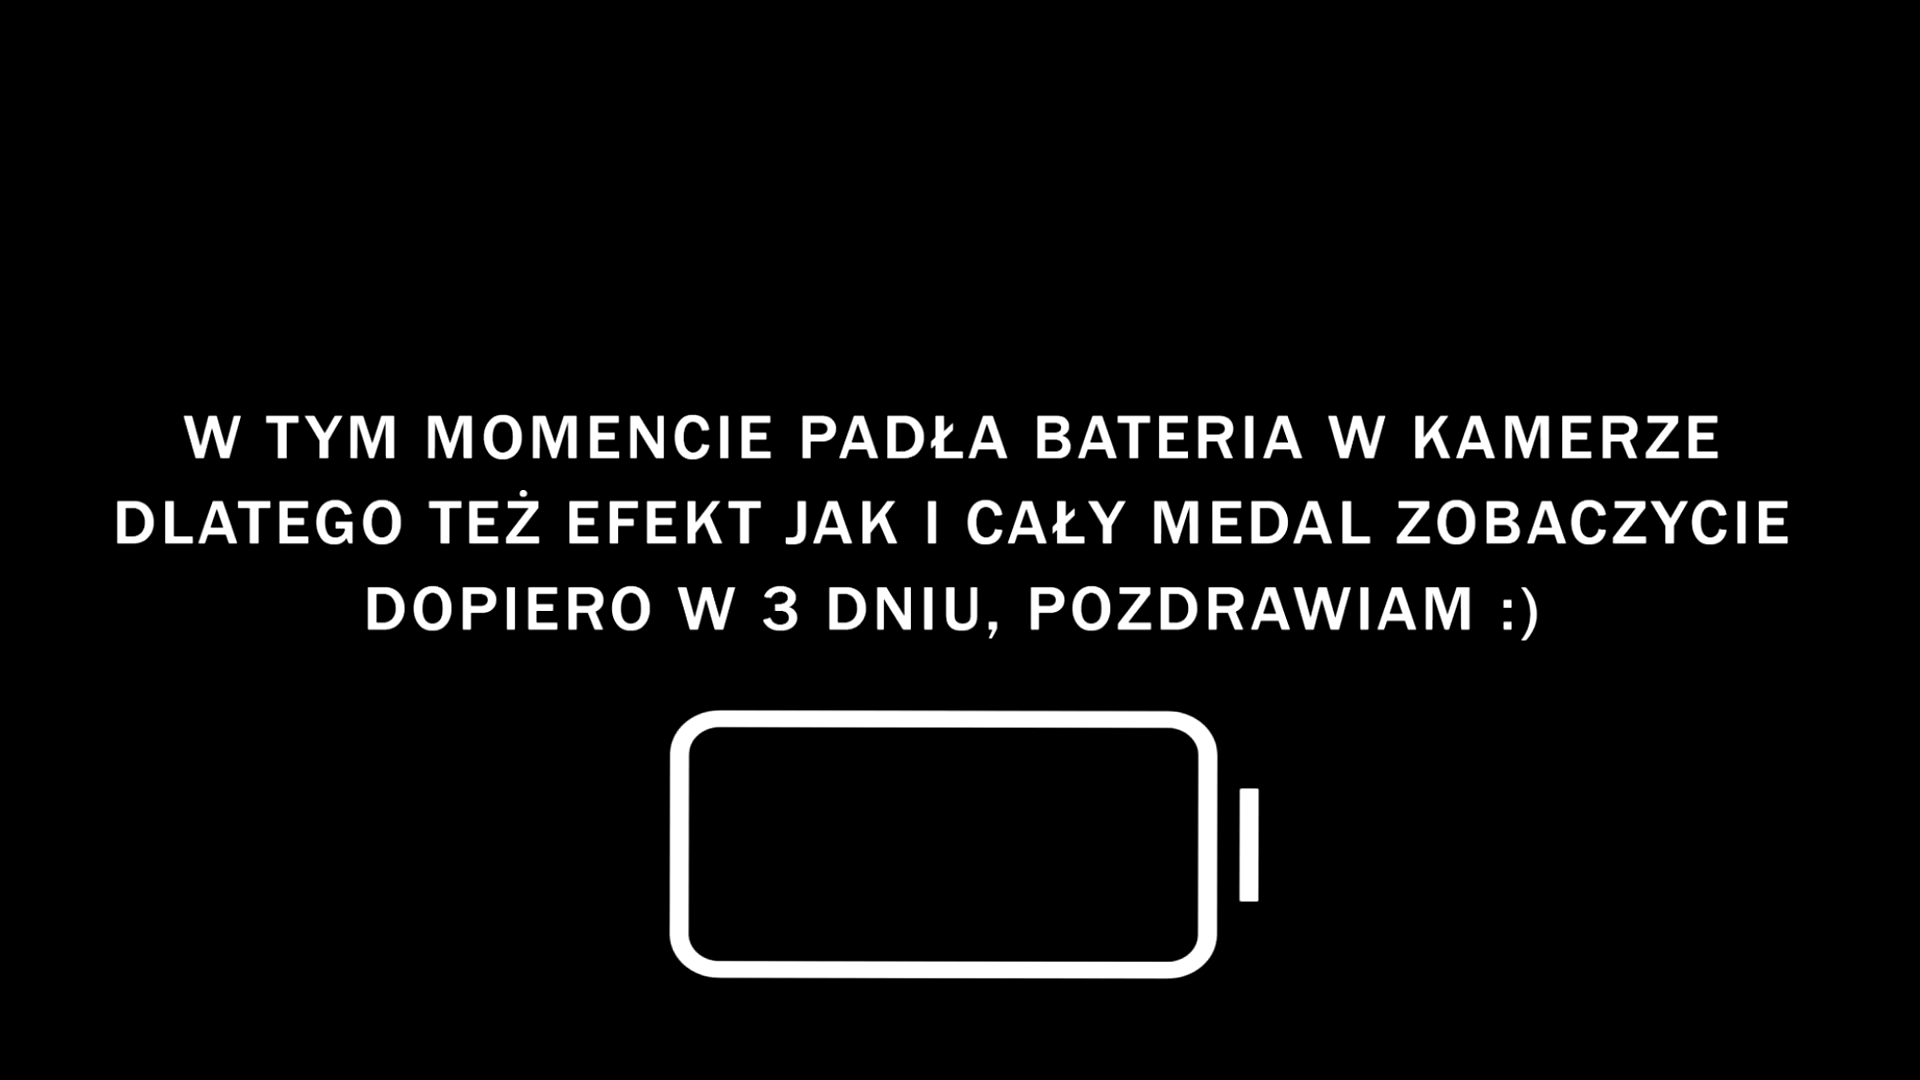 W TYM MOMENCIE PADŁA BATERIA W KAMERZE
DLATEGO TEŻ EFEKT JAK I CAŁY MEDAL ZOBACZYCIE
DOPIERO W 3 DNIU, POZDRAWIAM :)